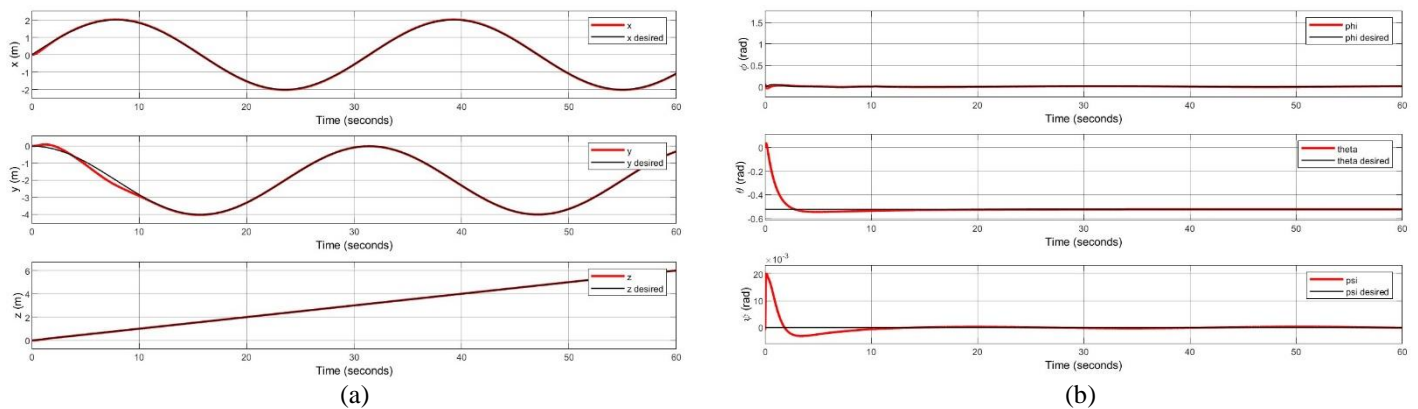 2
0
-2
x (m)
x
x desired
0 10 20 30 40 50 60
Time (seconds)
0
-1
-2
-3
-4
y (m)
y
y desired
0 10 20 30 40 50 60
Time (seconds)
6
4
2
0
z (m)
z
z desired
0 10 20 30 40 50 60
Time (seconds)
(a)
1.5
1
0.5
0
ϕ (rad)
phi
phi desired
0 10 20 30 40 50 60
Time (seconds)
0
-0.2
-0.4
-0.6
θ (rad)
theta
theta desired
0 10 20 30 40 50 60
Time (seconds)
×10⁻³
20
10
0
ψ (rad)
psi
psi desired
0 10 20 30 40 50 60
Time (seconds)
(b)